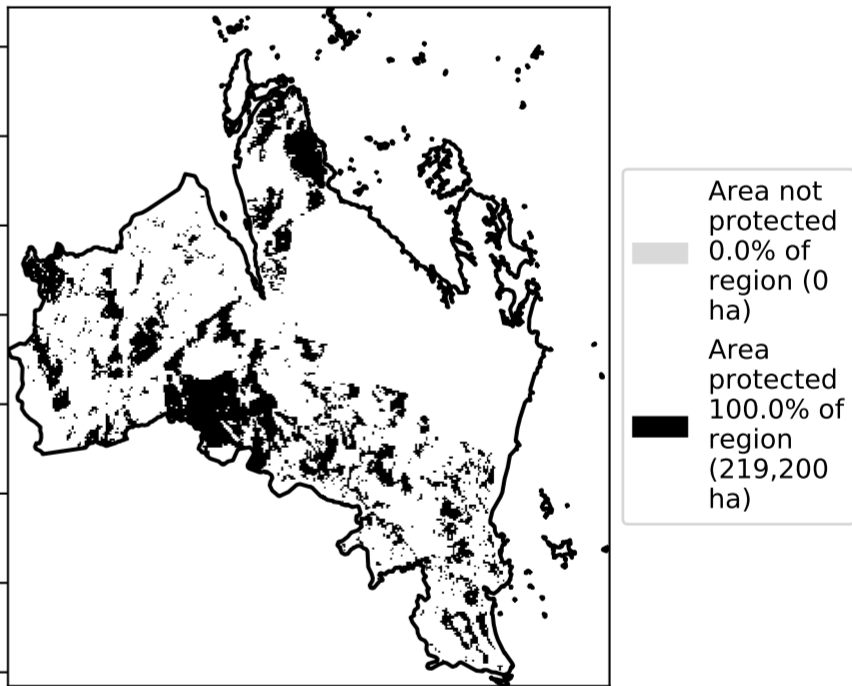 Area not
protected
0.0% of
region (0
ha)
Area
protected
100.0% of
region
(219,200
ha)